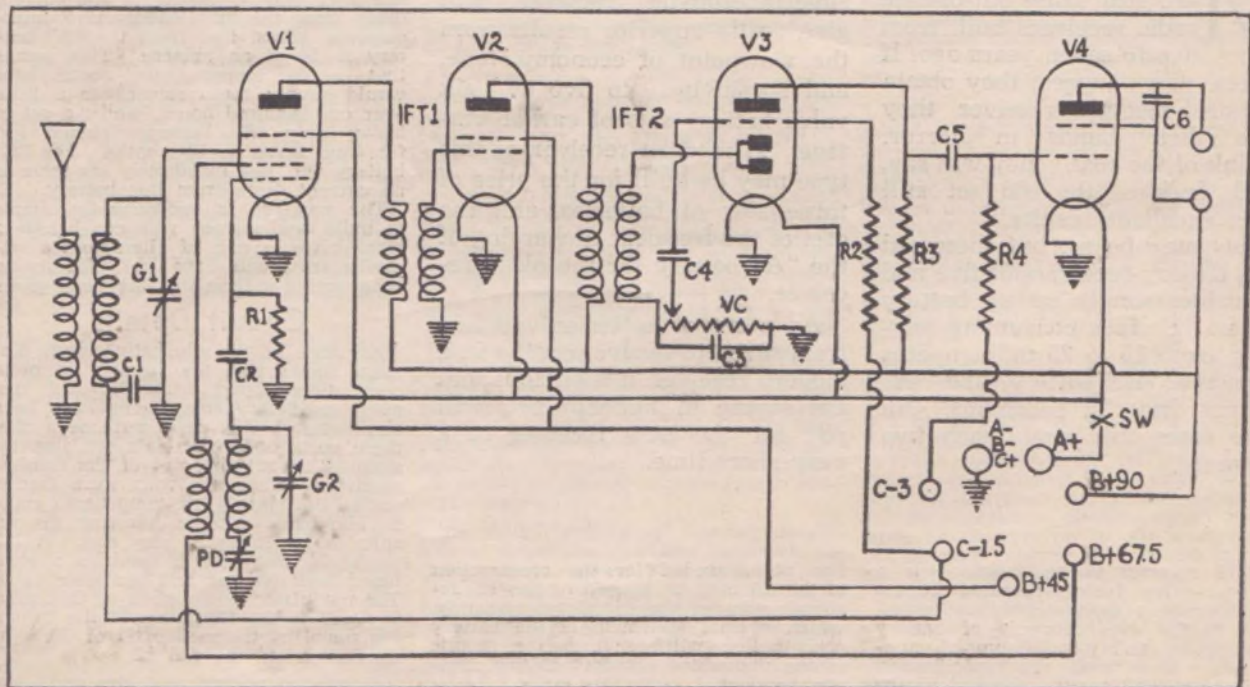 V1
V2
V3
V4
IFT1
IFT2
C6
C5
G1
R1
C4
R2
R3
R4
VC
C1
CR
C3
SW
A-
B-
C+
A+
G2
C-3
B+90
PD
C-1.5
B+67.5
B+45